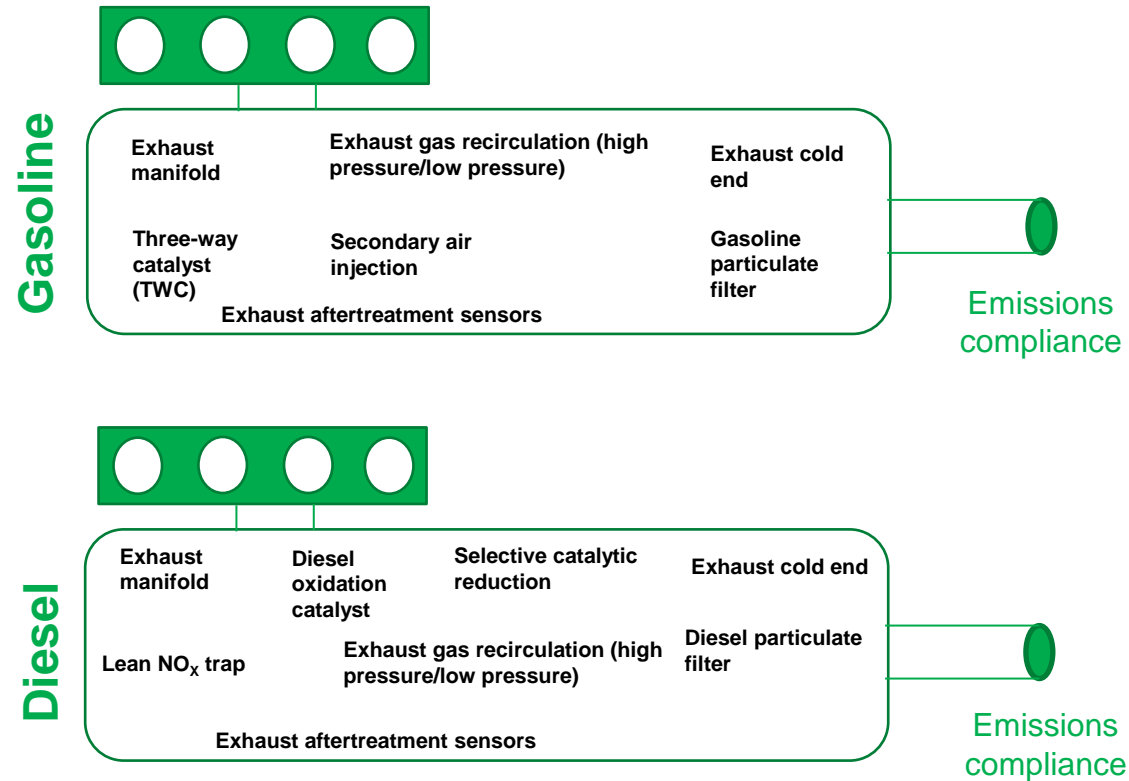 Gasoline
Exhaust
manifold
Exhaust gas recirculation (high
pressure/low pressure)
Exhaust cold
end
Three-way
catalyst
(TWC)
Secondary air
injection
Gasoline
particulate
filter
Exhaust aftertreatment sensors
Emissions
compliance
Diesel
Exhaust
manifold
Diesel
oxidation
catalyst
Selective catalytic
reduction
Exhaust cold end
Lean NOX trap
Exhaust gas recirculation (high
pressure/low pressure)
Diesel particulate
filter
Exhaust aftertreatment sensors
Emissions
compliance